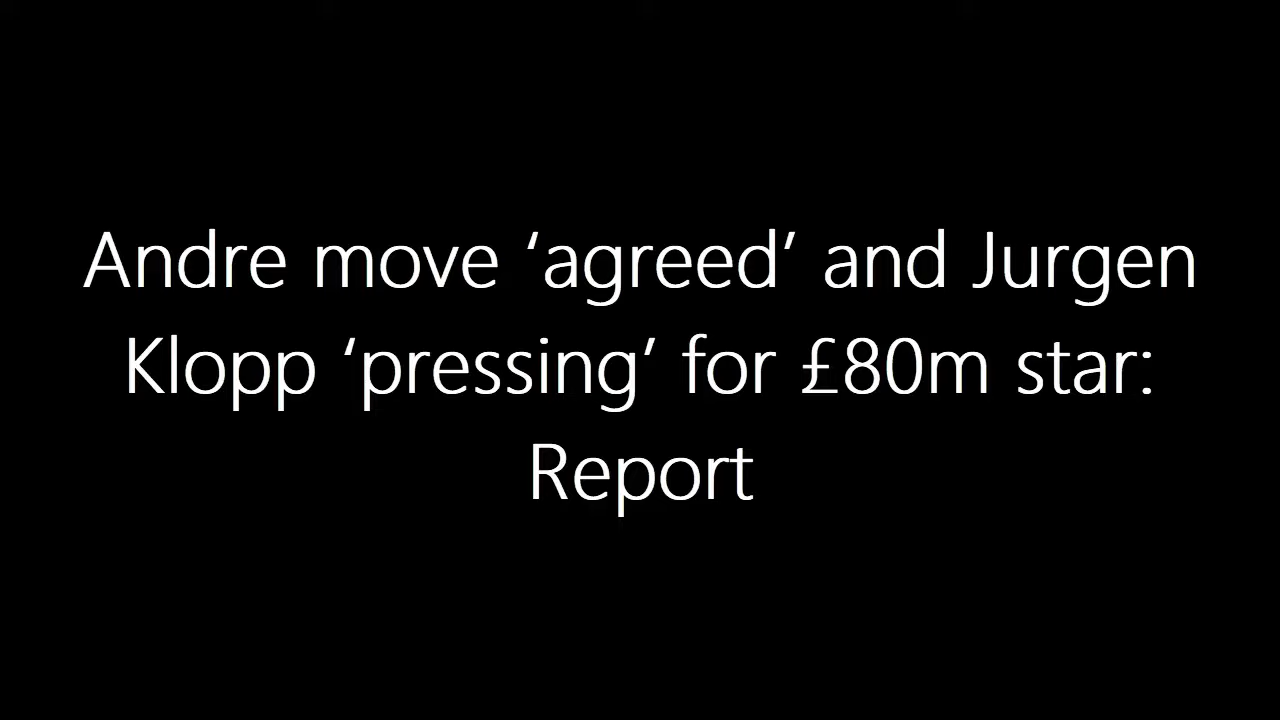 Andre move ‘agreed’ and Jurgen
Klopp ‘pressing’ for £80m star:
Report